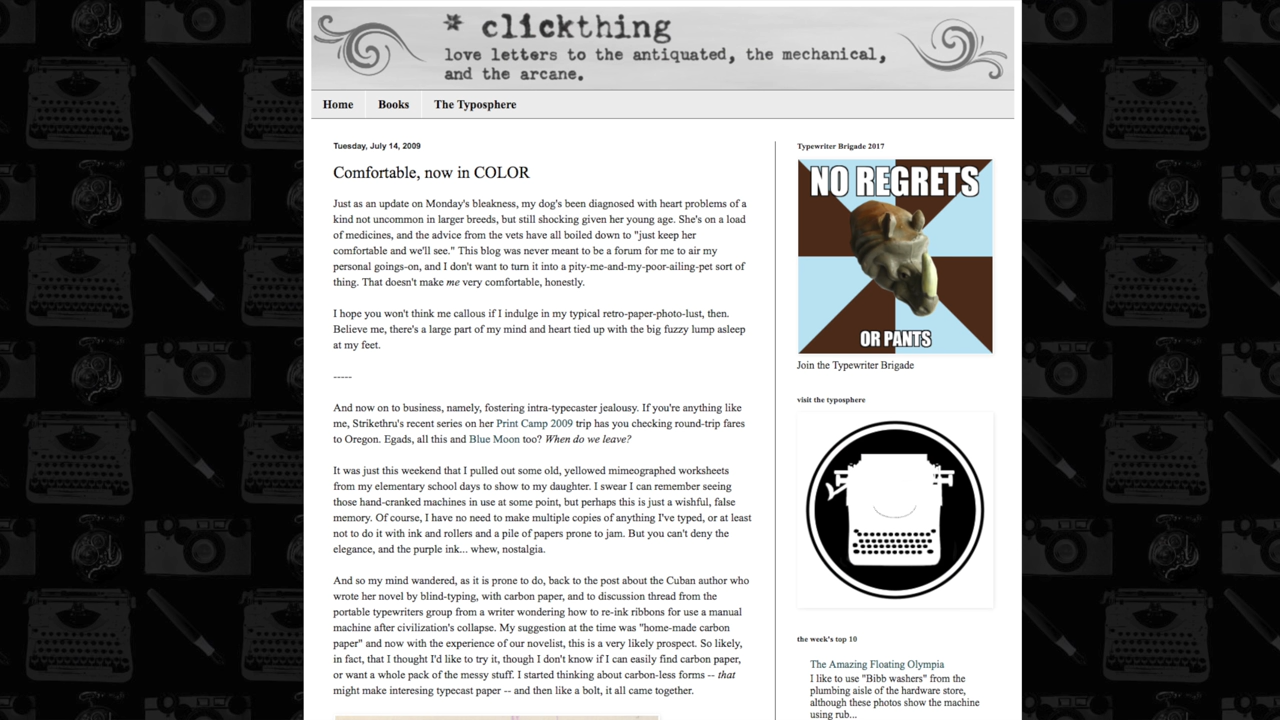 * clickthing
love letters to the antiquated, the mechanical,
and the arcane.
Home
Books
The Typosphere
Tuesday, July 14, 2009
Comfortable, now in COLOR
Just as an update on Monday's bleakness, my dog's been diagnosed with heart problems of a
kind not uncommon in larger breeds, but still shocking given her young age. She's on a load
of medicines, and the advice from the vets have all boiled down to "just keep her
comfortable and we'll see." This blog was never meant to be a forum for me to air my
personal goings-on, and I don't want to turn it into a pity-me-and-my-poor-ailing-pet sort of
thing. That doesn't make me very comfortable, honestly.
I hope you won't think me callous if I indulge in my typical retro-paper-photo-lust, then.
Believe me, there's a large part of my mind and heart tied up with the big fuzzy lump asleep
at my feet.
-----
And now on to business, namely, fostering intra-typecaster jealousy. If you're anything like
me, Strikethru's recent series on her Print Camp 2009 trip has you checking round-trip fares
to Oregon. Egads, all this and Blue Moon too? When do we leave?
It was just this weekend that I pulled out some old, yellowed mimeographed worksheets
from my elementary school days to show to my daughter. I swear I can remember seeing
those hand-cranked machines in use at some point, but perhaps this is just a wishful, false
memory. Of course, I have no need to make multiple copies of anything I've typed, or at least
not to do it with ink and rollers and a pile of papers prone to jam. But you can't deny the
elegance, and the purple ink... whew, nostalgia.
And so my mind wandered, as it is prone to do, back to the post about the Cuban author who
wrote her novel by blind-typing, with carbon paper, and to discussion thread from the
portable typewriters group from a writer wondering how to re-ink ribbons for use a manual
machine after civilization's collapse. My suggestion at the time was "home-made carbon
paper" and now with the experience of our novelist, this is a very likely prospect. So likely,
in fact, that I thought I'd like to try it, though I don't know if I can easily find carbon paper,
or want a whole pack of the messy stuff. I started thinking about carbon-less forms -- that
might make interesing typecast paper -- and then like a bolt, it all came together.
Typewriter Brigade 2017
NO REGRETS
OR PANTS
Join the Typewriter Brigade
visit the typosphere
the week's top 10
The Amazing Floating Olympia
I like to use "Bibb washers" from the
plumbing aisle of the hardware store,
although these photos show the machine
using rub...